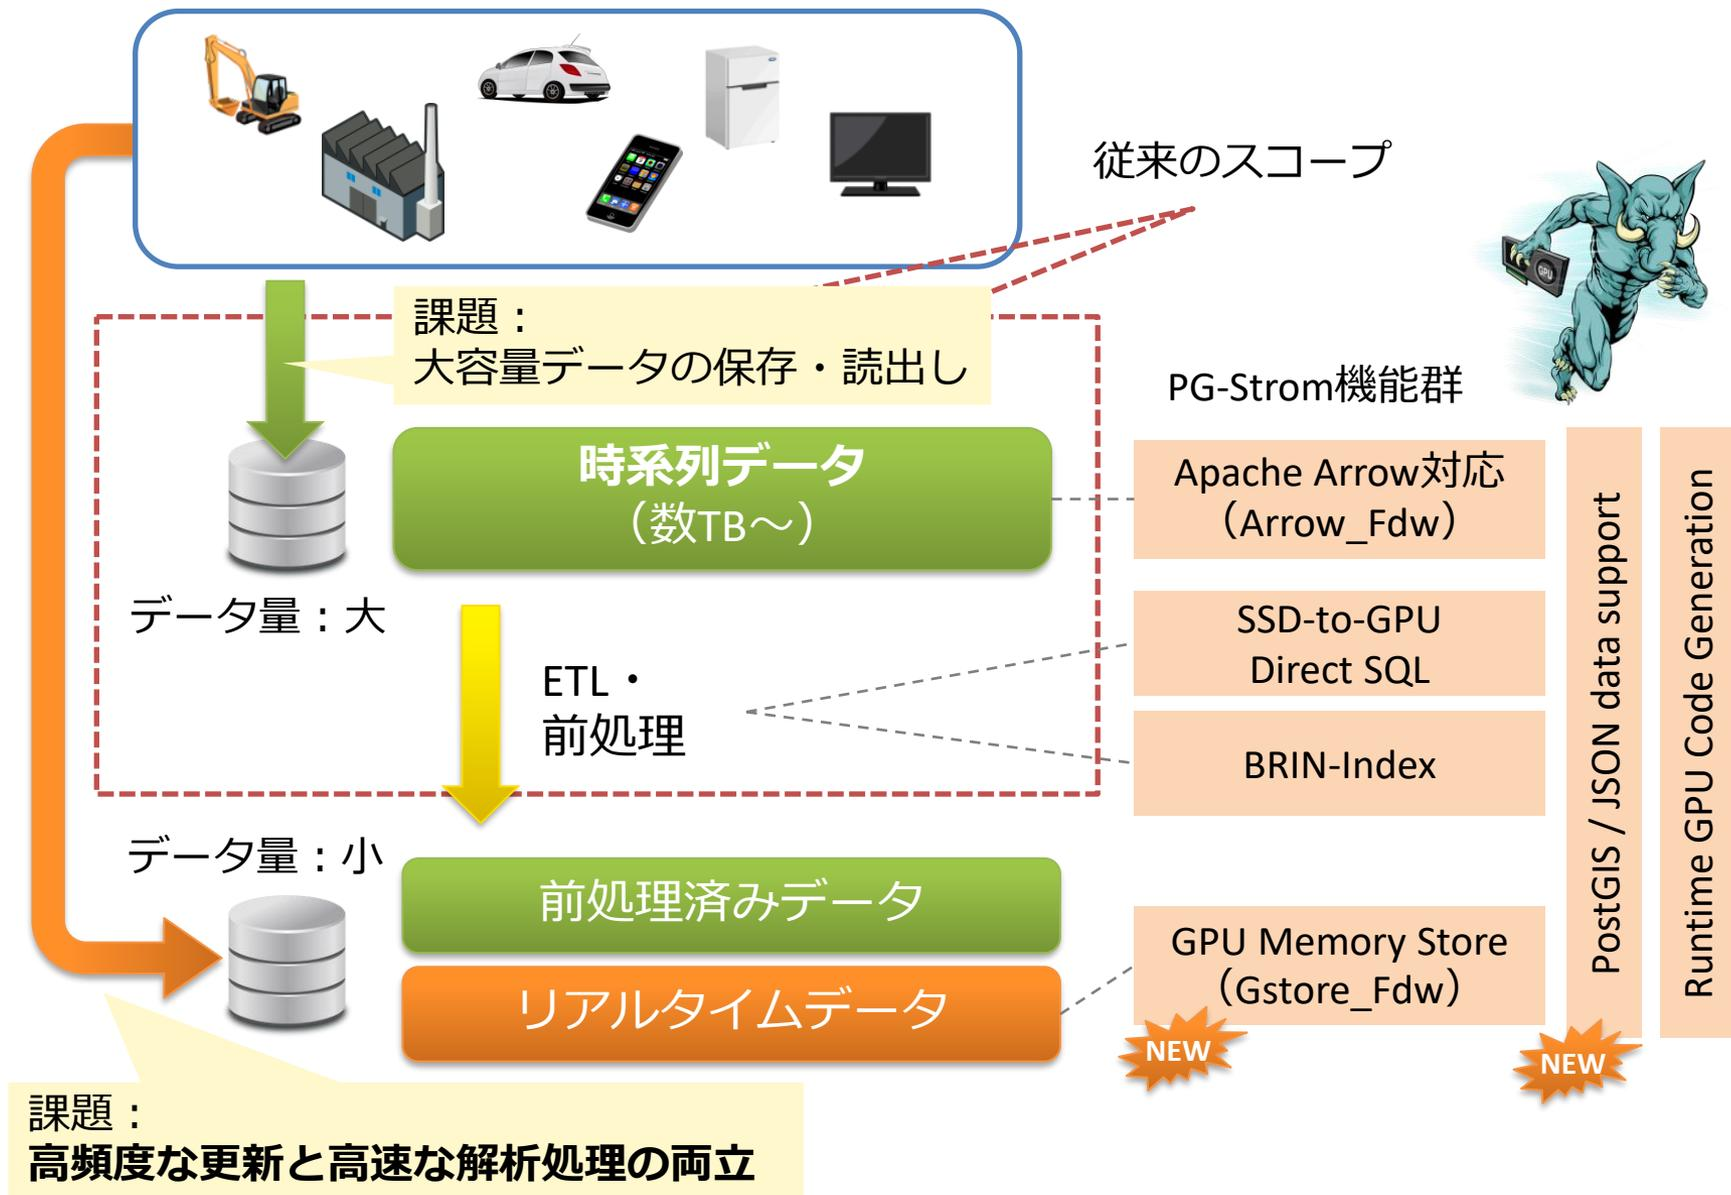 従来のスコープ
GPU
課題：
大容量データの保存・読出し
PG-Strom機能群
時系列データ
（数TB～）
データ量：大
Apache Arrow対応
（Arrow_Fdw）
ETL・
前処理
SSD-to-GPU
Direct SQL
BRIN-Index
PostGIS / JSON data support
Runtime GPU Code Generation
データ量：小
前処理済みデータ
リアルタイムデータ
GPU Memory Store
（Gstore_Fdw）
NEW
NEW
課題：
高頻度な更新と高速な解析処理の両立